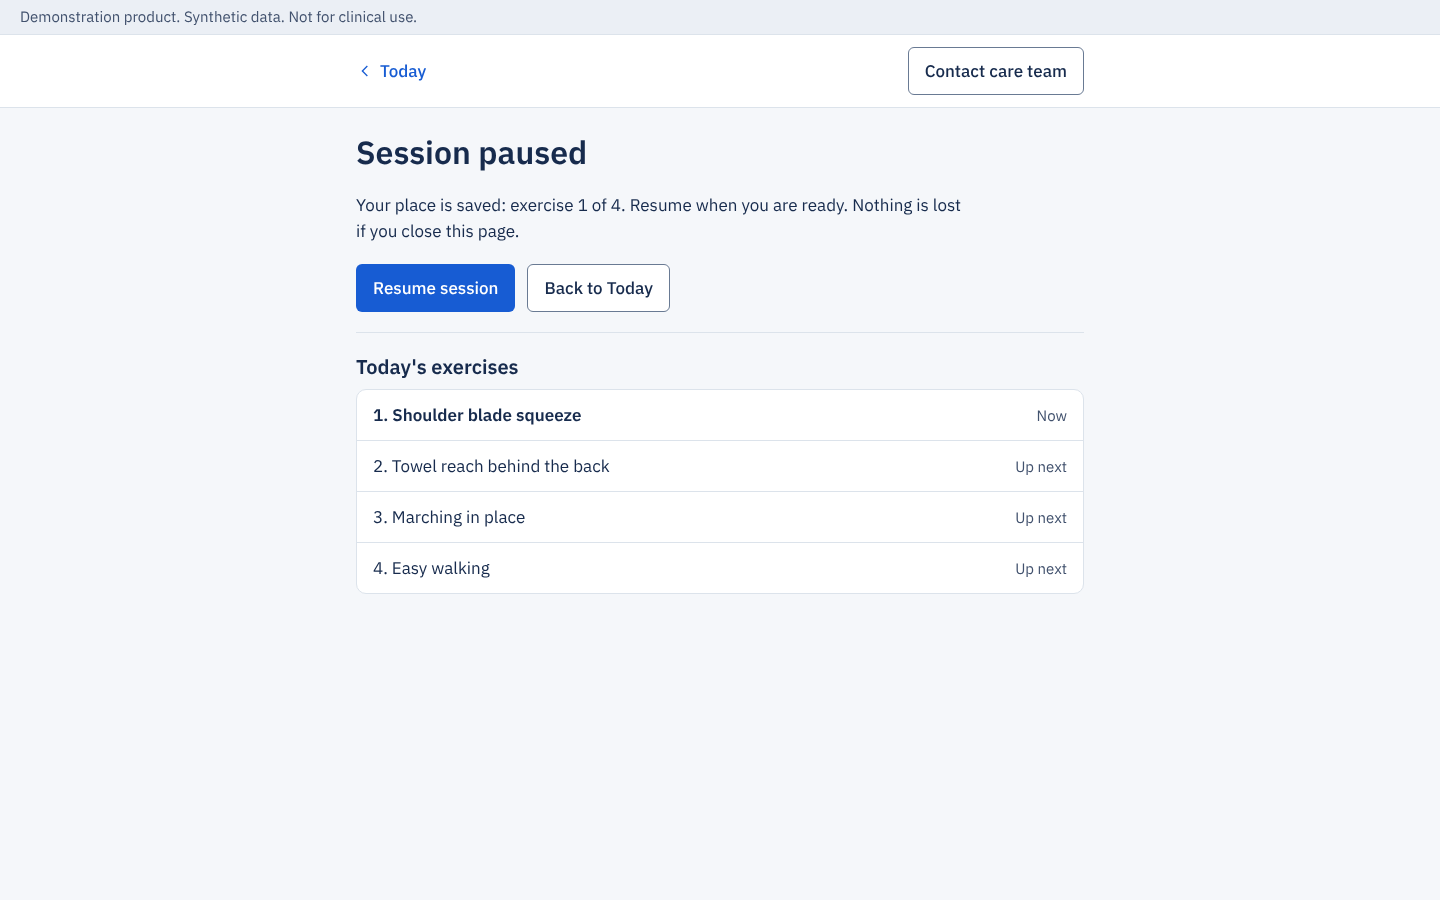 Demonstration product. Synthetic data. Not for clinical use.
Today
Contact care team
Session paused
Your place is saved: exercise 1 of 4. Resume when you are ready. Nothing is lost
if you close this page.
Resume session
Back to Today
Today's exercises
1. Shoulder blade squeeze
Now
2. Towel reach behind the back
Up next
3. Marching in place
Up next
4. Easy walking
Up next